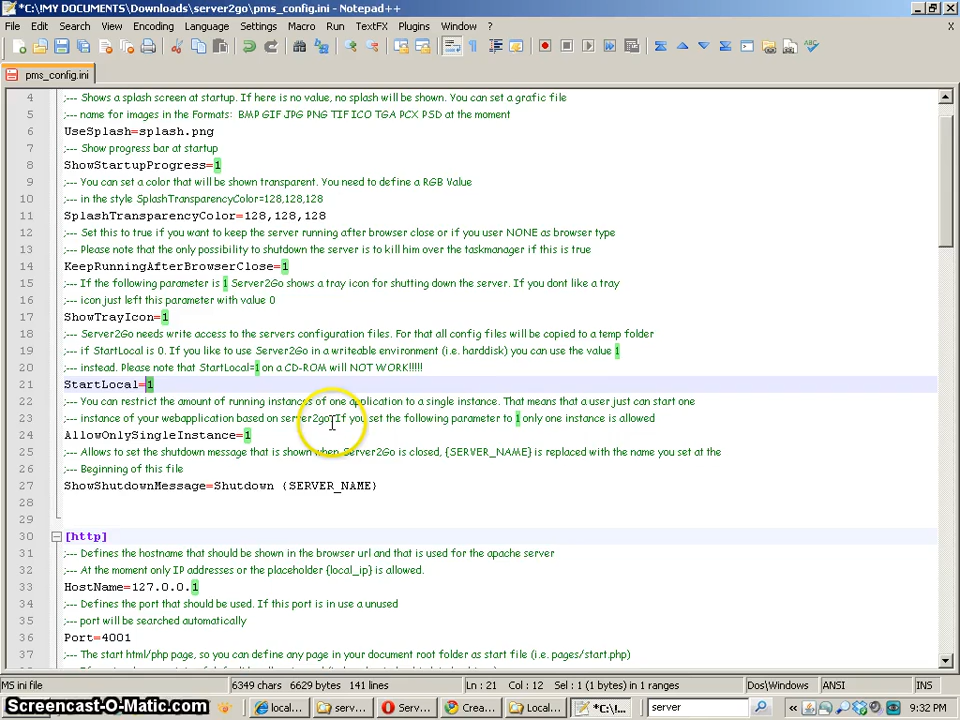 *C:\!MY DOCUMENTS\Downloads\server2go\pms_config.ini - Notepad++
File Edit Search View Encoding Language Settings Macro Run TextFX Plugins Window ? X
pms_config.ini
4 ;--- Shows a splash screen at startup. If here is no value, no splash will be shown. You can set a grafic file
5 ;--- name for images in the Formats: BMP GIF JPG PNG TIF ICO TGA PCX PSD at the moment
6 UseSplash=splash.png
7 ;--- Show progress bar at startup
8 ShowStartupProgress=1
9 ;--- You can set a color that will be shown transparent. You need to define a RGB Value
10 ;--- in the style SplashTransparencyColor=128,128,128
11 SplashTransparencyColor=128,128,128
12 ;--- Set this to true if you want to keep the server running after browser close or if you user NONE as browser type
13 ;--- Please note that the only possibility to shutdown the server is to kill him over the taskmanager if this is true
14 KeepRunningAfterBrowserClose=1
15 ;--- If the following parameter is 1 Server2Go shows a tray icon for shutting down the server. If you dont like a tray
16 ;--- icon just left this parameter with value 0
17 ShowTrayIcon=1
18 ;--- Server2Go needs write access to the servers configuration files. For that all config files will be copied to a temp folder
19 ;--- if StartLocal is 0. If you like to use Server2Go in a writeable environment (i.e. harddisk) you can use the value 1
20 ;--- instead. Please note that StartLocal=1 on a CD-ROM will NOT WORK!!!!!
21 StartLocal=1
22 ;--- You can restrict the amount of running instances of one application to a single instance. That means that a user just can start one
23 ;--- instance of your webapplication based on server2go. If you set the following parameter to 1 only one instance is allowed
24 AllowOnlySingleInstance=1
25 ;--- Allows to set the shutdown message that is shown when Server2Go is closed, {SERVER_NAME} is replaced with the name you set at the
26 ;--- Beginning of this file
27 ShowShutdownMessage=Shutdown {SERVER_NAME}
28
29
30 [http]
31 ;--- Defines the hostname that should be shown in the browser url and that is used for the apache server
32 ;--- At the moment only IP addresses or the placeholder {local_ip} is allowed.
33 HostName=127.0.0.1
34 ;--- Defines the port that should be used. If this port is in use a unused
35 ;--- port will be searched automatically
36 Port=4001
37 ;--- The start html/php page, so you can define any page in your document root folder as start file (i.e. pages/start.php)
MS ini file 6349 chars 6629 bytes 141 lines Ln : 21 Col : 12 Sel : 1 (1 bytes) in 1 ranges Dos\Windows ANSI INS
Screencast-O-Matic.com local... serv... Serv... Crea... Local... *C:\!... server 9:32 PM